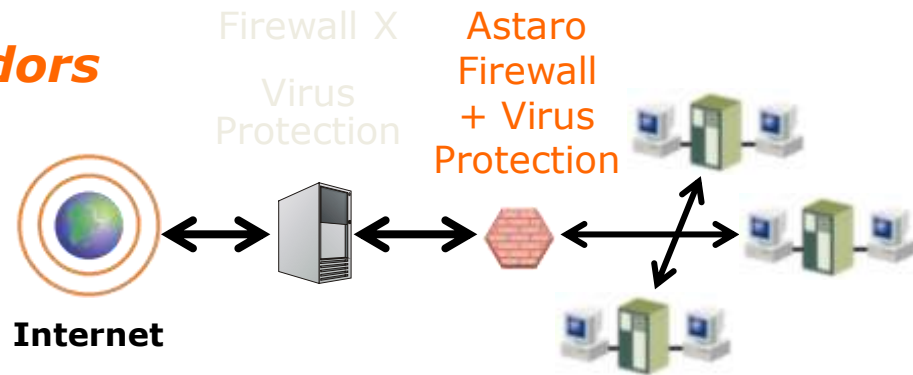 dors
Firewall X
Virus
Protection
Astaro
Firewall
+ Virus
Protection
Internet